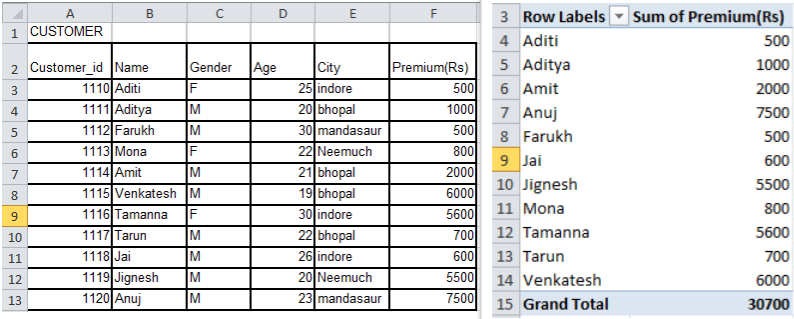 A B C D E F
1 CUSTOMER
2 Customer_id Name Gender Age City Premium(Rs)
3 1110 Aditi F 25 indore 500
4 1111 Aditya M 20 bhopal 1000
5 1112 Farukh M 30 mandasaur 500
6 1113 Mona F 22 Neemuch 800
7 1114 Amit M 21 bhopal 2000
8 1115 Venkatesh M 19 bhopal 6000
9 1116 Tamanna F 30 indore 5600
10 1117 Tarun M 22 bhopal 700
11 1118 Jai M 26 indore 600
12 1119 Jignesh M 20 Neemuch 5500
13 1120 Anuj M 23 mandasaur 7500
3 Row Labels Sum of Premium(Rs)
4 Aditi 500
5 Aditya 1000
6 Amit 2000
7 Anuj 7500
8 Farukh 500
9 Jai 600
10 Jignesh 5500
11 Mona 800
12 Tamanna 5600
13 Tarun 700
14 Venkatesh 6000
15 Grand Total 30700